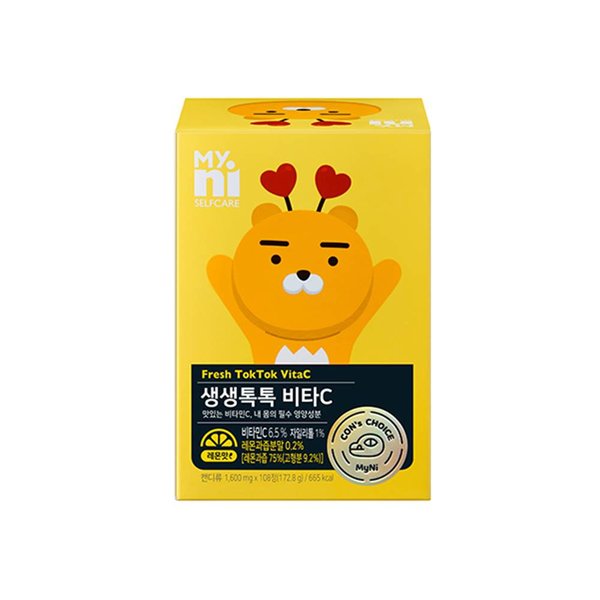 MY.
ni
SELFCARE
Fresh TokTok VitaC
생생톡톡 비타C
맛있는 비타민C, 내 몸의 필수 영양성분
비타민C 6.5 % 자일리톨 1%
레몬과즙분말 0.2%
[레몬과즙 75%(고형분 9.2%)]
레몬맛
CON's CHOICE
MyNi
캔디류 1,600 mg x 108정(172.8 g) / 665 kcal